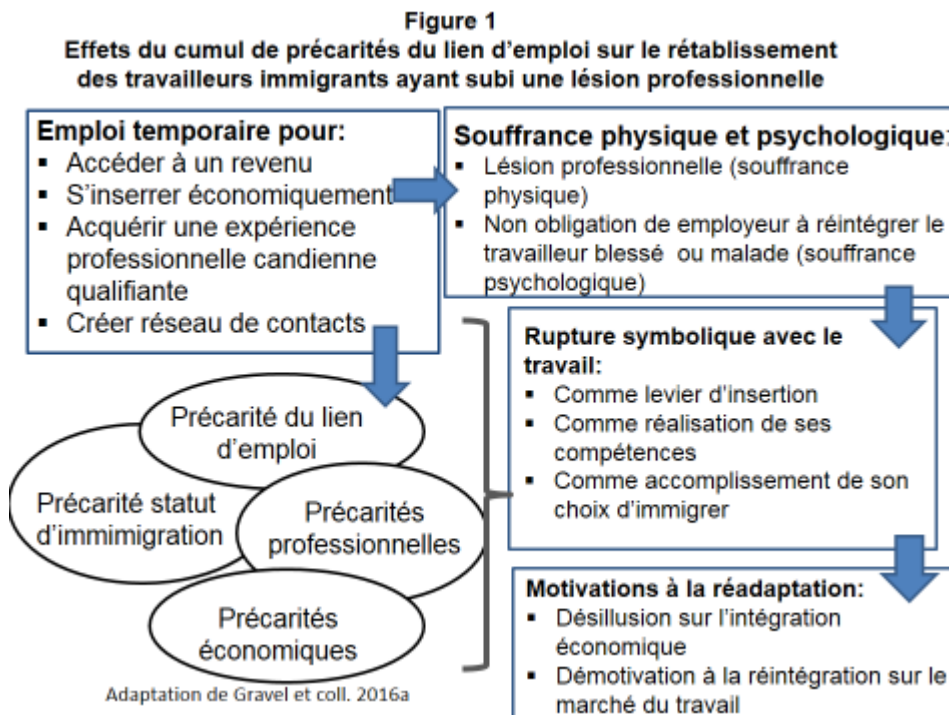 Figure 1
Effets du cumul de précarités du lien d'emploi sur le rétablissement
des travailleurs immigrants ayant subi une lésion professionnelle
Emploi temporaire pour:
▪ Accéder à un revenu
▪ S'inserrer économiquement
▪ Acquérir une expérience
professionnelle candienne
qualifiante
▪ Créer réseau de contacts
Souffrance physique et psychologique:
▪ Lésion professionnelle (souffrance
physique)
▪ Non obligation de employeur à réintégrer le
travailleur blessé ou malade (souffrance
psychologique)
Précarité du lien
d'emploi
Précarité statut
d'immimigration
Précarités
professionnelles
Précarités
économiques
Rupture symbolique avec le
travail:
▪ Comme levier d'insertion
▪ Comme réalisation de ses
compétences
▪ Comme accomplissement de son
choix d'immigrer
Motivations à la réadaptation:
▪ Désillusion sur l'intégration
économique
▪ Démotivation à la réintégration sur le
marché du travail
Adaptation de Gravel et coll. 2016a